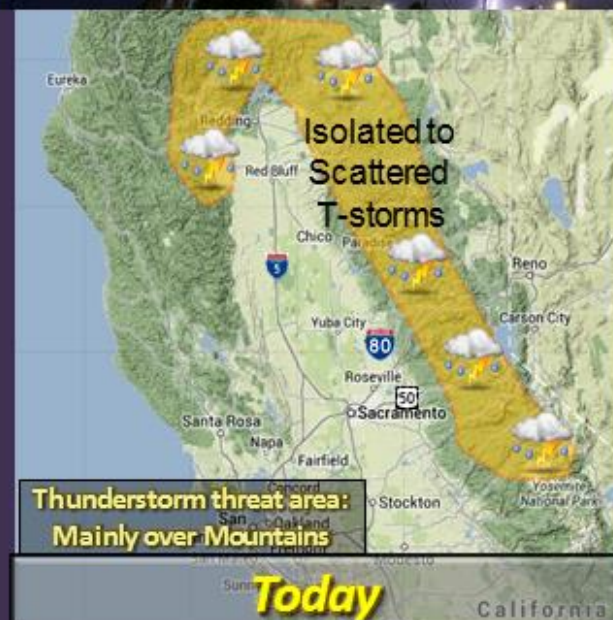 Eureka
Redding
Isolated to
Scattered
T-storms
Red Bluff
Chico
Paradise
5
Reno
Yuba City
Carson City
80
Roseville
50
Sacramento
Santa Rosa
Napa
Fairfield
Yosemite
National Park
Thunderstorm threat area:
Mainly over Mountains
Concord
Stockton
San
Oakland
Modesto
Today
California